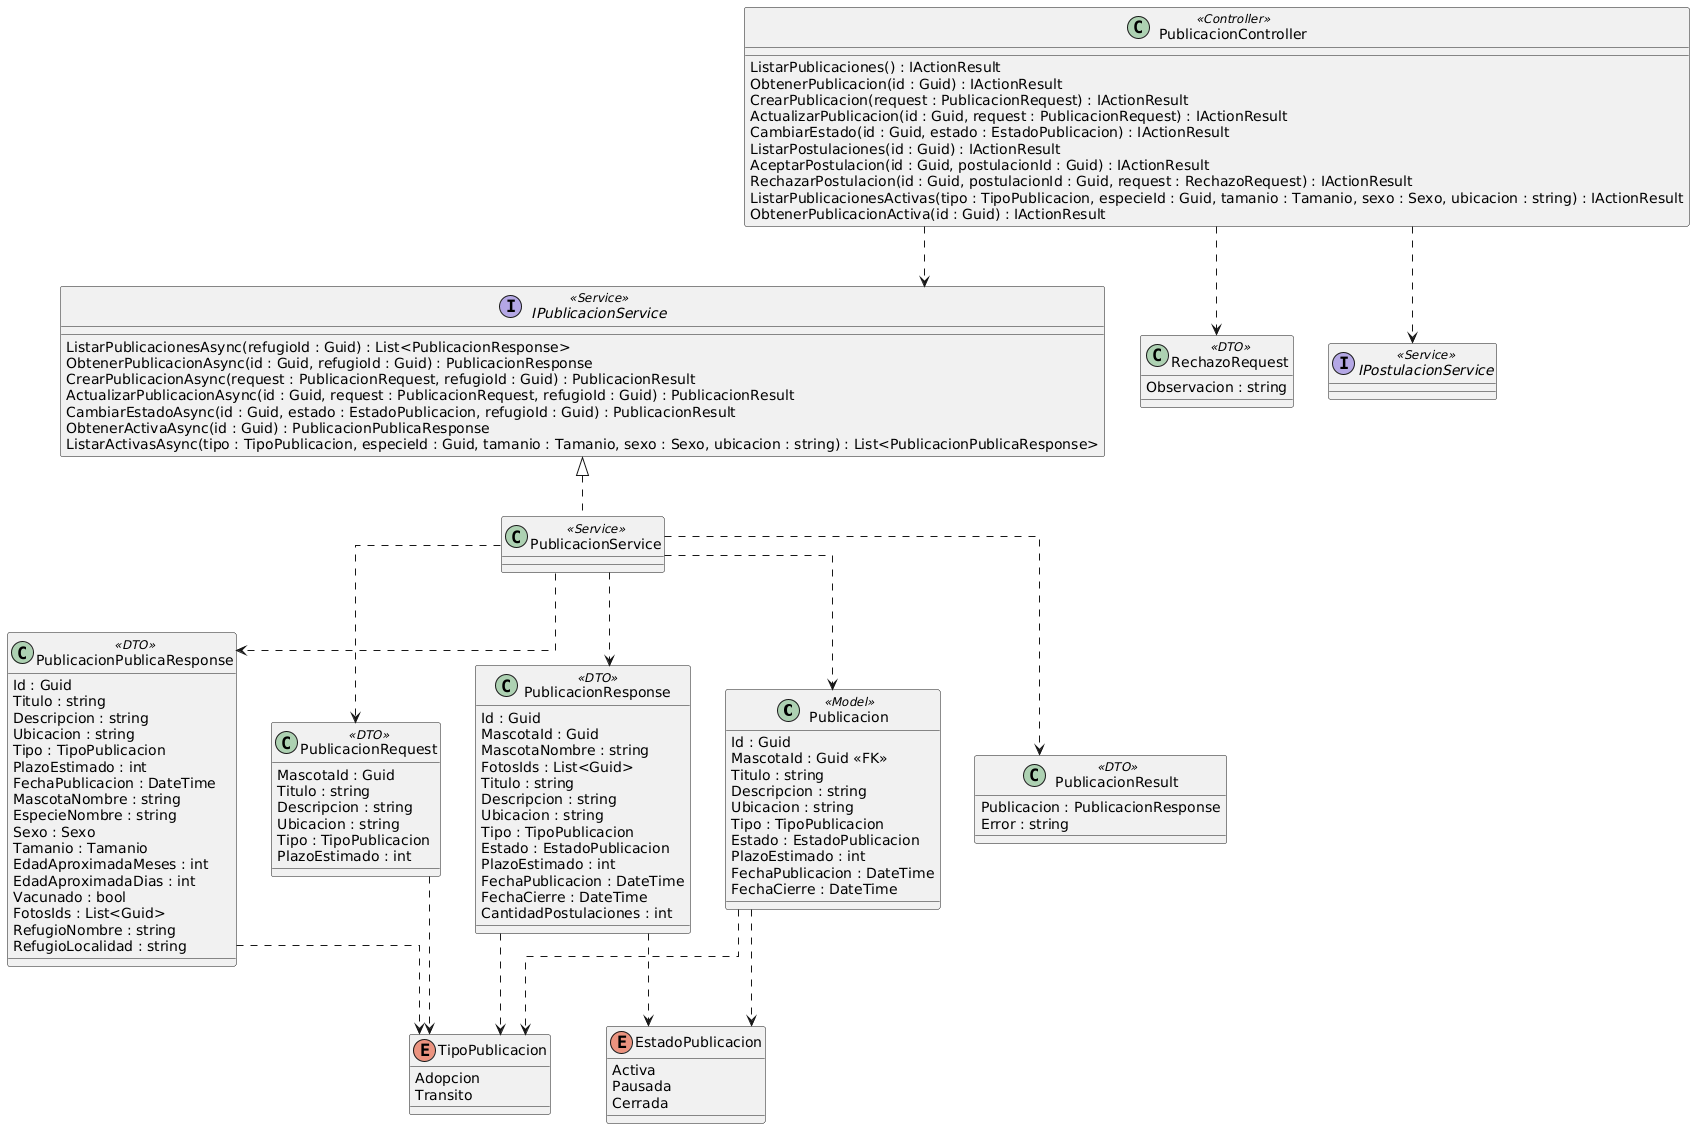 «Controller»
C PublicacionController
ListarPublicaciones() : IActionResult
ObtenerPublicacion(id : Guid) : IActionResult
CrearPublicacion(request : PublicacionRequest) : IActionResult
ActualizarPublicacion(id : Guid, request : PublicacionRequest) : IActionResult
CambiarEstado(id : Guid, estado : EstadoPublicacion) : IActionResult
ListarPostulaciones(id : Guid) : IActionResult
AceptarPostulacion(id : Guid, postulacionId : Guid) : IActionResult
RechazarPostulacion(id : Guid, postulacionId : Guid, request : RechazoRequest) : IActionResult
ListarPublicacionesActivas(tipo : TipoPublicacion, especieId : Guid, tamanio : Tamanio, sexo : Sexo, ubicacion : string) : IActionResult
ObtenerPublicacionActiva(id : Guid) : IActionResult
«Service»
I IPublicacionService
ListarPublicacionesAsync(refugioId : Guid) : List<PublicacionResponse>
ObtenerPublicacionAsync(id : Guid, refugioId : Guid) : PublicacionResponse
CrearPublicacionAsync(request : PublicacionRequest, refugioId : Guid) : PublicacionResult
ActualizarPublicacionAsync(id : Guid, request : PublicacionRequest, refugioId : Guid) : PublicacionResult
CambiarEstadoAsync(id : Guid, estado : EstadoPublicacion, refugioId : Guid) : PublicacionResult
ObtenerActivaAsync(id : Guid) : PublicacionPublicaResponse
ListarActivasAsync(tipo : TipoPublicacion, especieId : Guid, tamanio : Tamanio, sexo : Sexo, ubicacion : string) : List<PublicacionPublicaResponse>
«DTO»
C RechazoRequest
Observacion : string
«Service»
I IPostulacionService
«Service»
C PublicacionService
«DTO»
C PublicacionPublicaResponse
Id : Guid
Titulo : string
Descripcion : string
Ubicacion : string
Tipo : TipoPublicacion
PlazoEstimado : int
FechaPublicacion : DateTime
MascotaNombre : string
EspecieNombre : string
Sexo : Sexo
Tamanio : Tamanio
EdadAproximadaMeses : int
EdadAproximadaDias : int
Vacunado : bool
FotosIds : List<Guid>
RefugioNombre : string
RefugioLocalidad : string
«DTO»
C PublicacionRequest
MascotaId : Guid
Titulo : string
Descripcion : string
Ubicacion : string
Tipo : TipoPublicacion
PlazoEstimado : int
«DTO»
C PublicacionResponse
Id : Guid
MascotaId : Guid
MascotaNombre : string
FotosIds : List<Guid>
Titulo : string
Descripcion : string
Ubicacion : string
Tipo : TipoPublicacion
Estado : EstadoPublicacion
PlazoEstimado : int
FechaPublicacion : DateTime
FechaCierre : DateTime
CantidadPostulaciones : int
«Model»
C Publicacion
Id : Guid
MascotaId : Guid «FK»
Titulo : string
Descripcion : string
Ubicacion : string
Tipo : TipoPublicacion
Estado : EstadoPublicacion
PlazoEstimado : int
FechaPublicacion : DateTime
FechaCierre : DateTime
«DTO»
C PublicacionResult
Publicacion : PublicacionResponse
Error : string
E TipoPublicacion
Adopcion
Transito
E EstadoPublicacion
Activa
Pausada
Cerrada